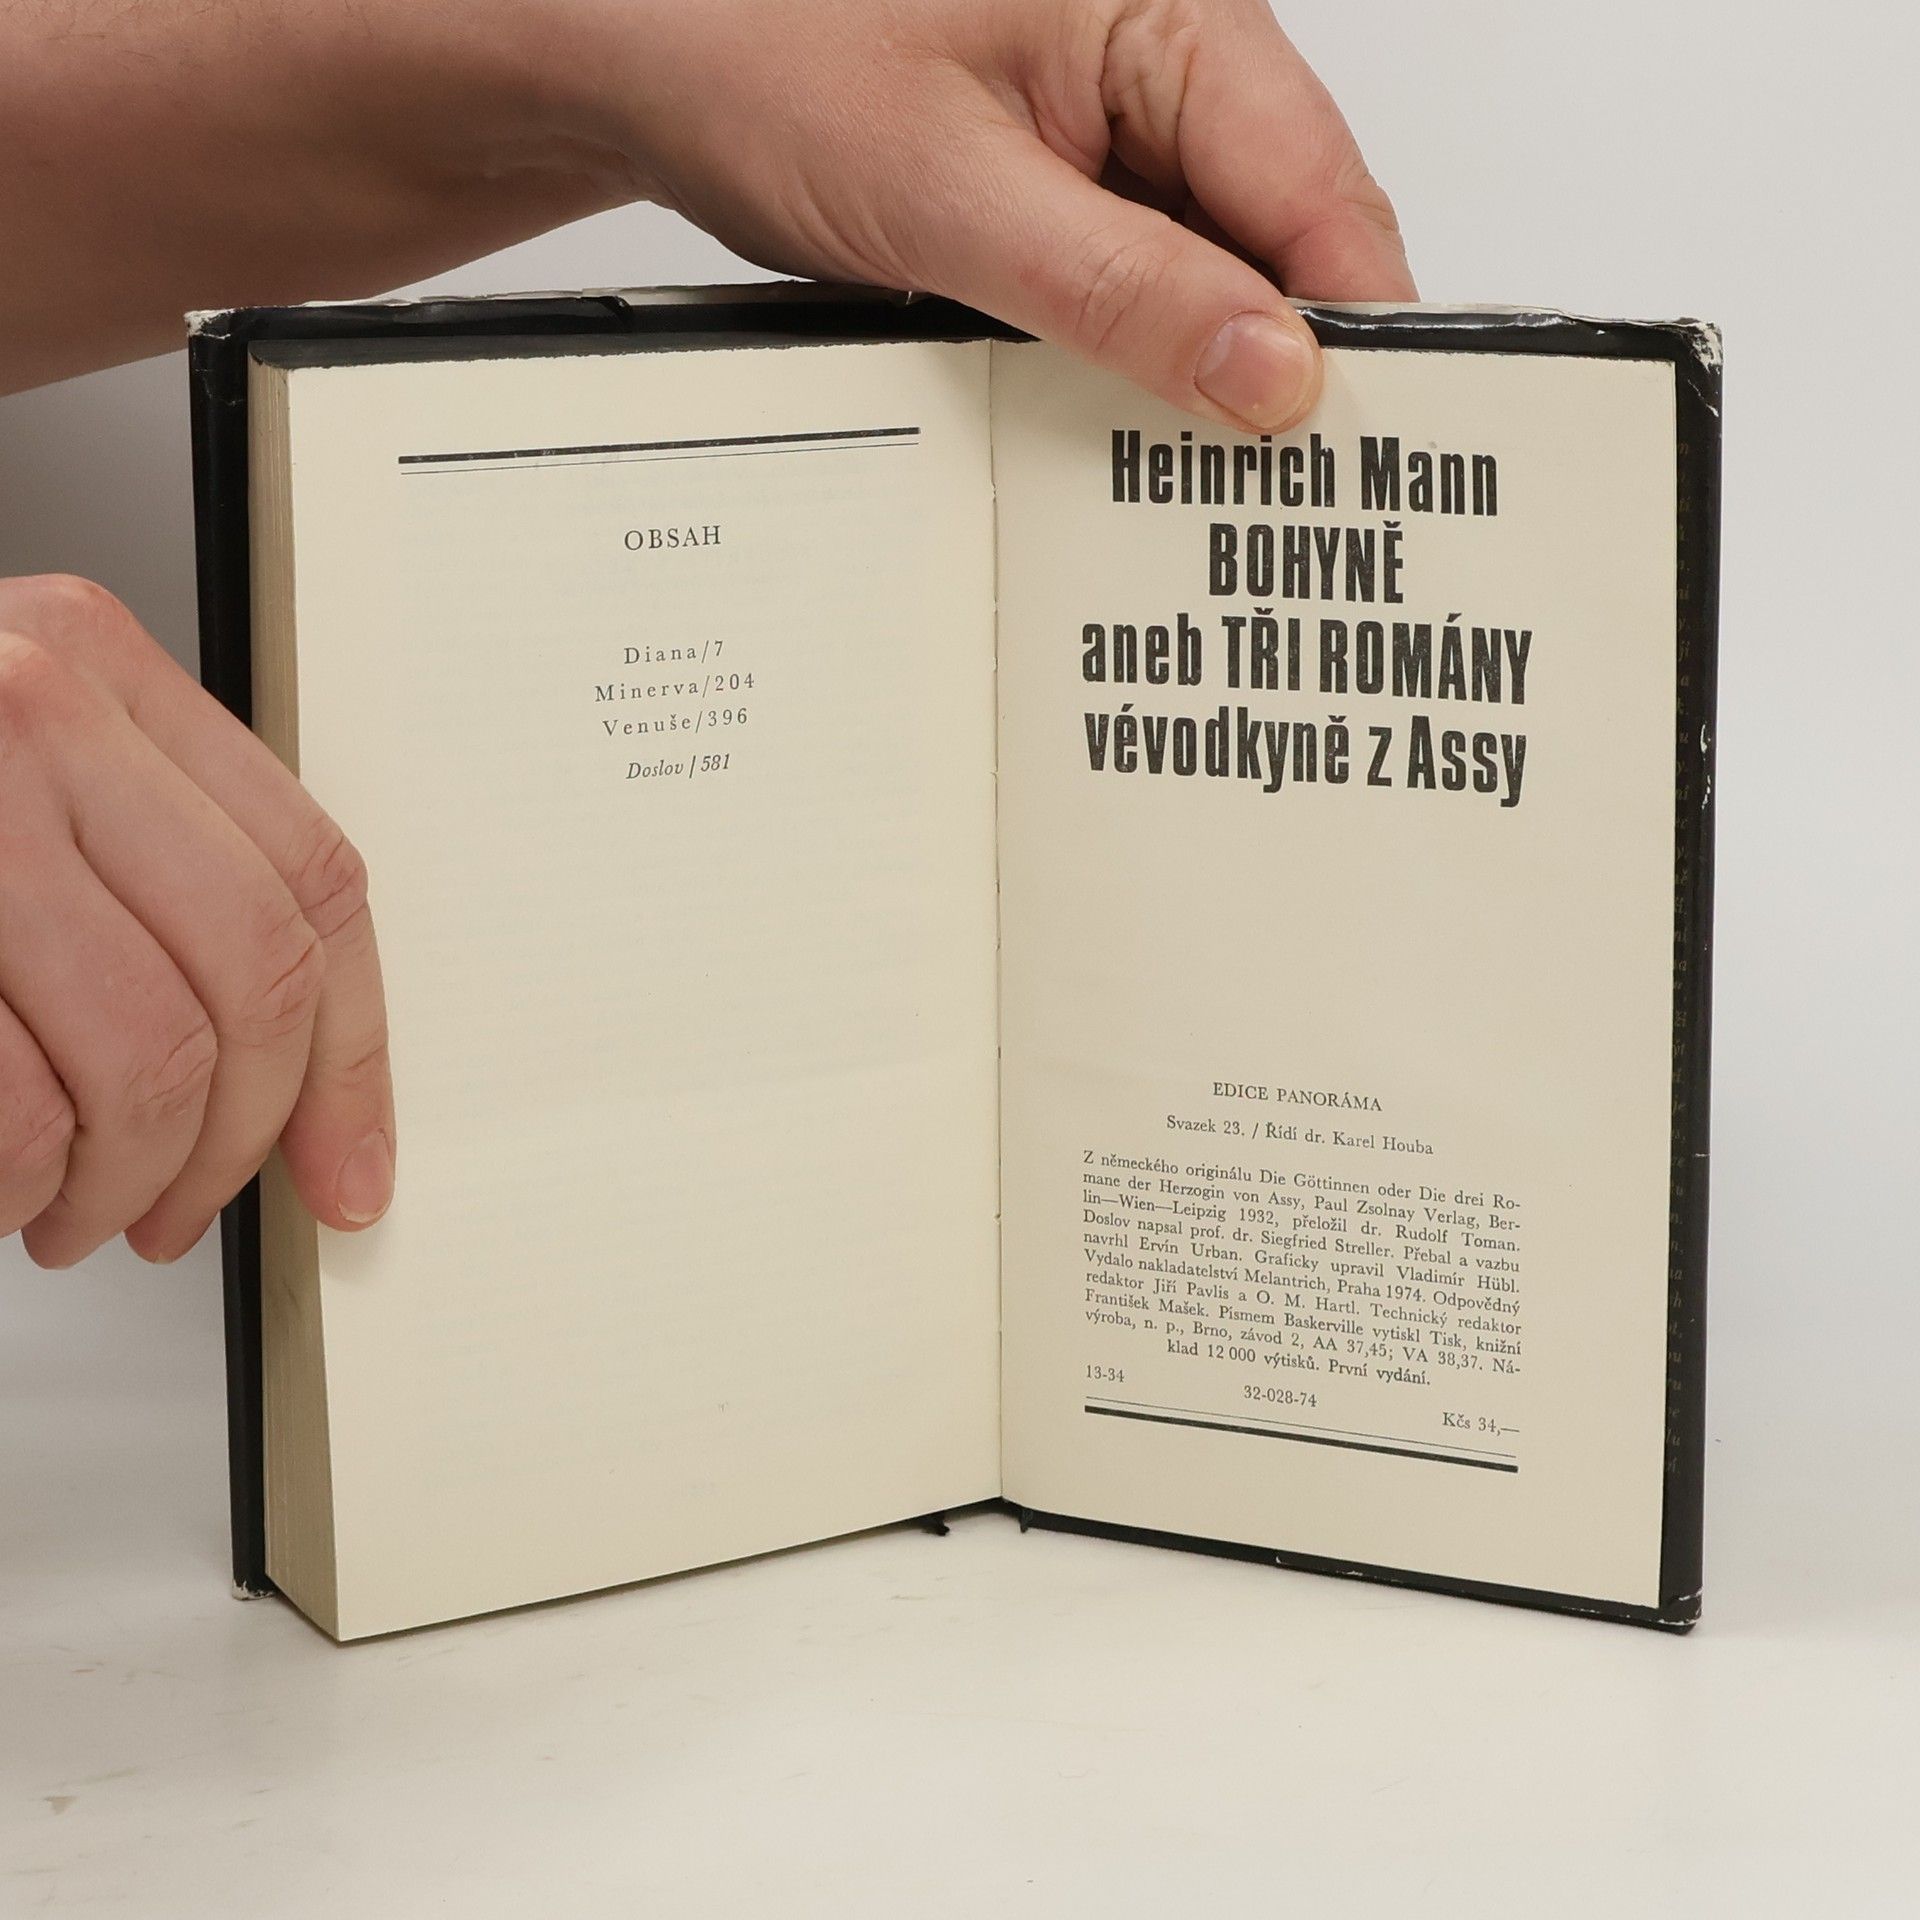 OBSAH
Diana/7
Minerva/204
Venuše/396
Doslov/581
Heinrich Mann
BOHYNĚ
aneb TŘI ROMÁNY
vévodkyně z Assy
EDICE PANORÁMA
Svazek 23. / Řídí dr. Karel Houba
Z německého originálu Die Göttinnen oder Die drei Ro-
mane der Herzogin von Assy, Paul Zsolnay Verlag, Ber-
lin—Wien—Leipzig 1932, přeložil dr. Rudolf Toman.
Doslov napsal prof. dr. Siegfried Streller. Přebal a vazbu
navrhl Ervín Urban. Graficky upravil Vladimír Hübl.
Vydalo nakladatelství Melantrich, Praha 1974. Odpovědný
redaktor Jiří Pavlis a O. M. Hartl. Technický redaktor
František Mašek. Písmem Baskerville vytiskl Tisk, knižní
výroba, n. p., Brno, závod 2, AA 37,45; VA 38,37. Ná-
klad 12 000 výtisků. První vydání.
13-34
32-028-74
Kčs 34,—